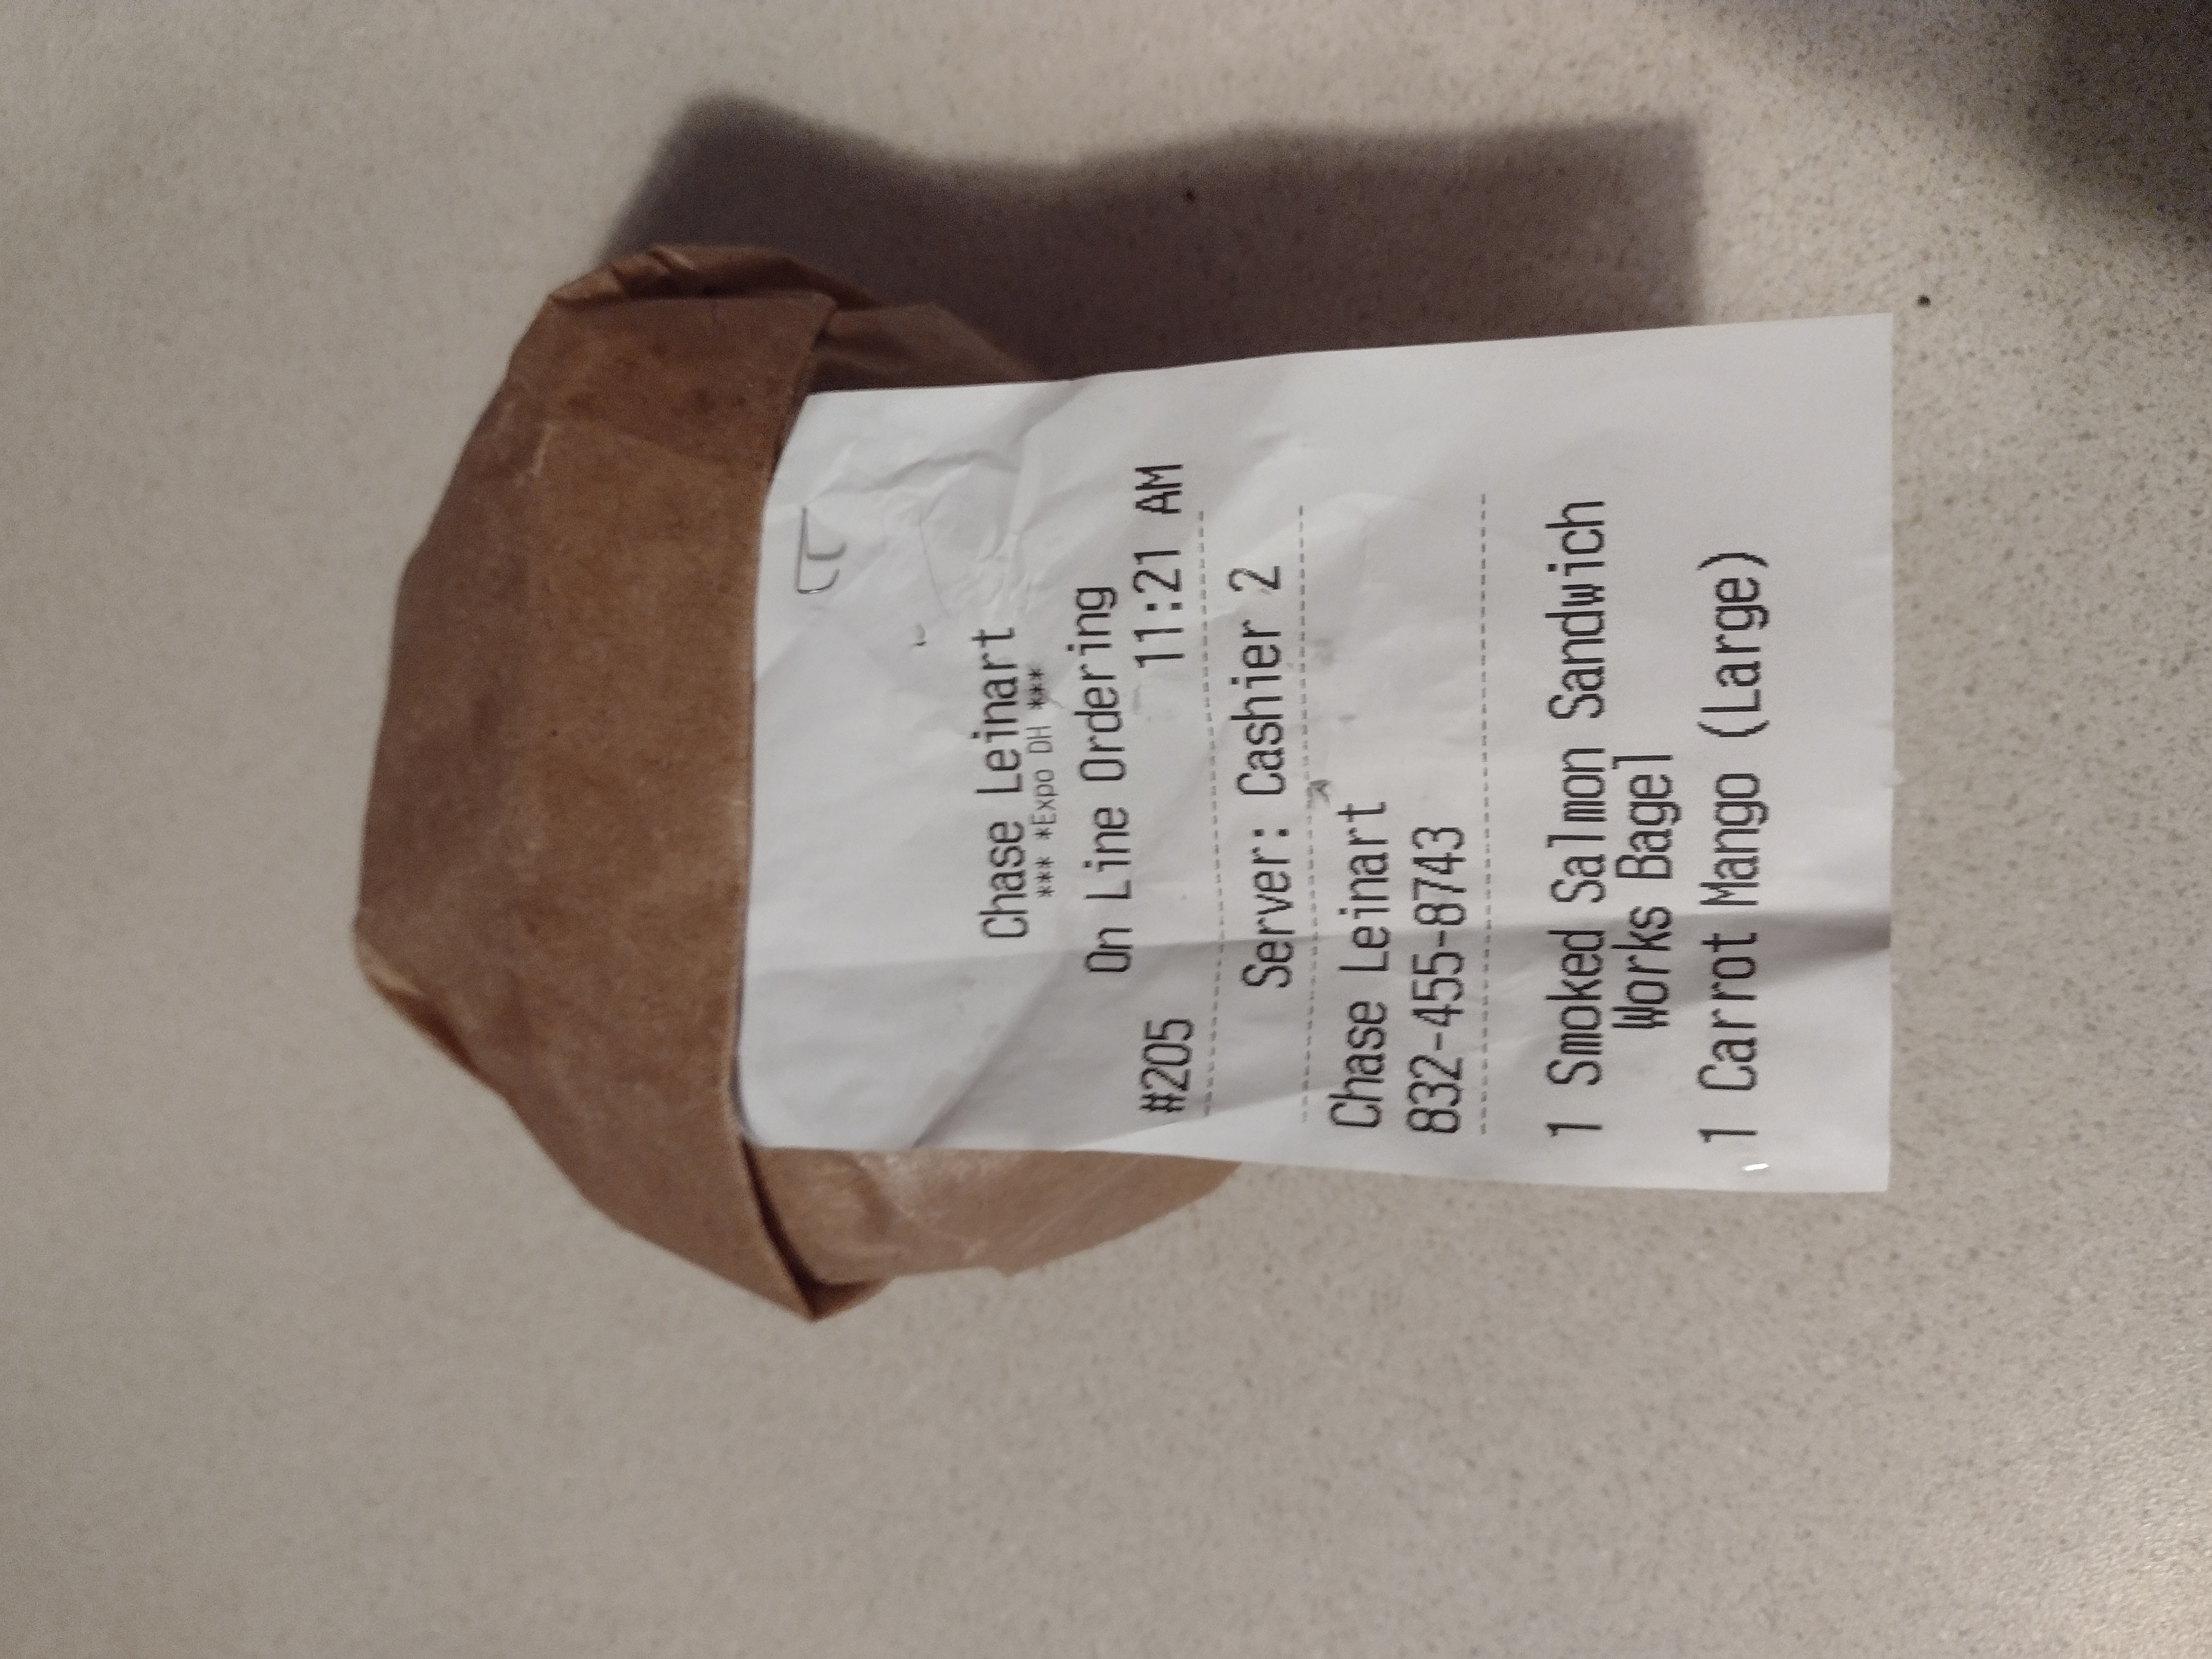 Chase Leinart
*** *Expo DH ***
On Line Ordering
#205 11:21 AM
Server: Cashier 2
Chase Leinart
832-455-8743
1 Smoked Salmon Sandwich
Works Bagel
1 Carrot Mango (Large)